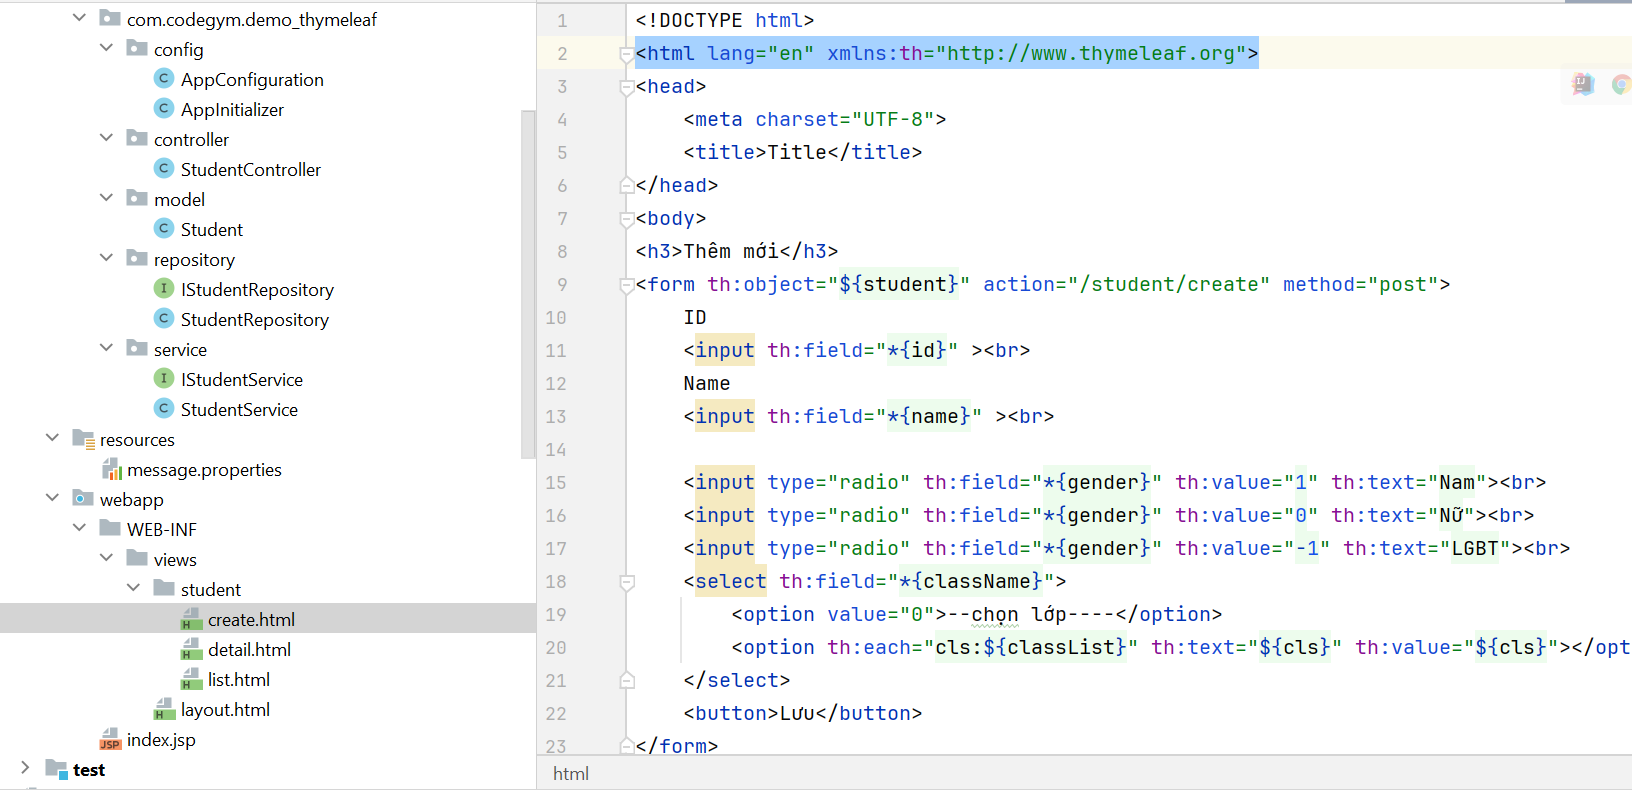 com.codegym.demo_thymeleaf
config
AppConfiguration
AppInitializer
controller
StudentController
model
Student
repository
IStudentRepository
StudentRepository
service
IStudentService
StudentService
resources
message.properties
webapp
WEB-INF
views
student
create.html
detail.html
list.html
layout.html
index.jsp
test
1 <!DOCTYPE html>
2 <html lang="en" xmlns:th="http://www.thymeleaf.org">
3 <head>
4 <meta charset="UTF-8">
5 <title>Title</title>
6 </head>
7 <body>
8 <h3>Thêm mới</h3>
9 <form th:object="${student}" action="/student/create" method="post">
10 ID
11 <input th:field="*{id}" ><br>
12 Name
13 <input th:field="*{name}" ><br>
14
15 <input type="radio" th:field="*{gender}" th:value="1" th:text="Nam"><br>
16 <input type="radio" th:field="*{gender}" th:value="0" th:text="Nữ"><br>
17 <input type="radio" th:field="*{gender}" th:value="-1" th:text="LGBT"><br>
18 <select th:field="*{className}">
19 <option value="0">--chọn lớp----</option>
20 <option th:each="cls:${classList}" th:text="${cls}" th:value="${cls}"></opt
21 </select>
22 <button>Lưu</button>
23 </form>
html